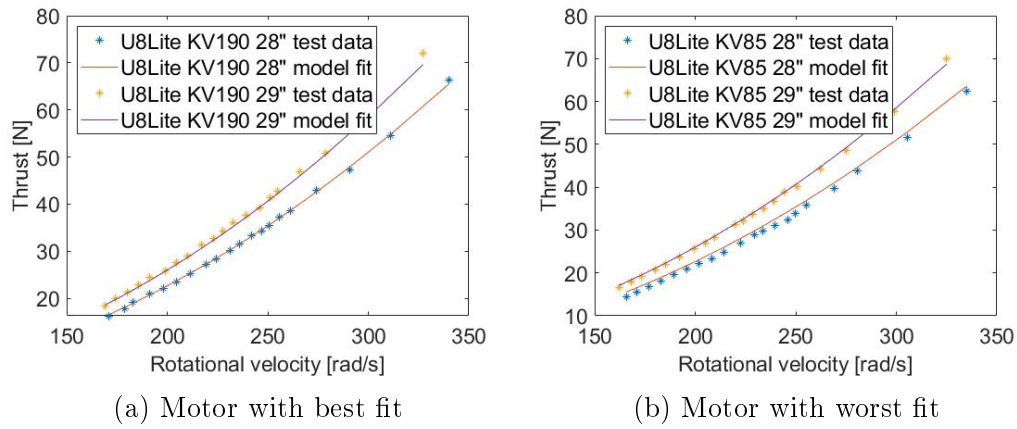 80
70
60
50
40
30
20
150
200
250
300
350
Thrust [N]
Rotational velocity [rad/s]
U8Lite KV190 28" test data
U8Lite KV190 28" model fit
U8Lite KV190 29" test data
U8Lite KV190 29" model fit
(a) Motor with best fit
80
70
60
50
40
30
20
10
150
200
250
300
350
Thrust [N]
Rotational velocity [rad/s]
U8Lite KV85 28" test data
U8Lite KV85 28" model fit
U8Lite KV85 29" test data
U8Lite KV85 29" model fit
(b) Motor with worst fit